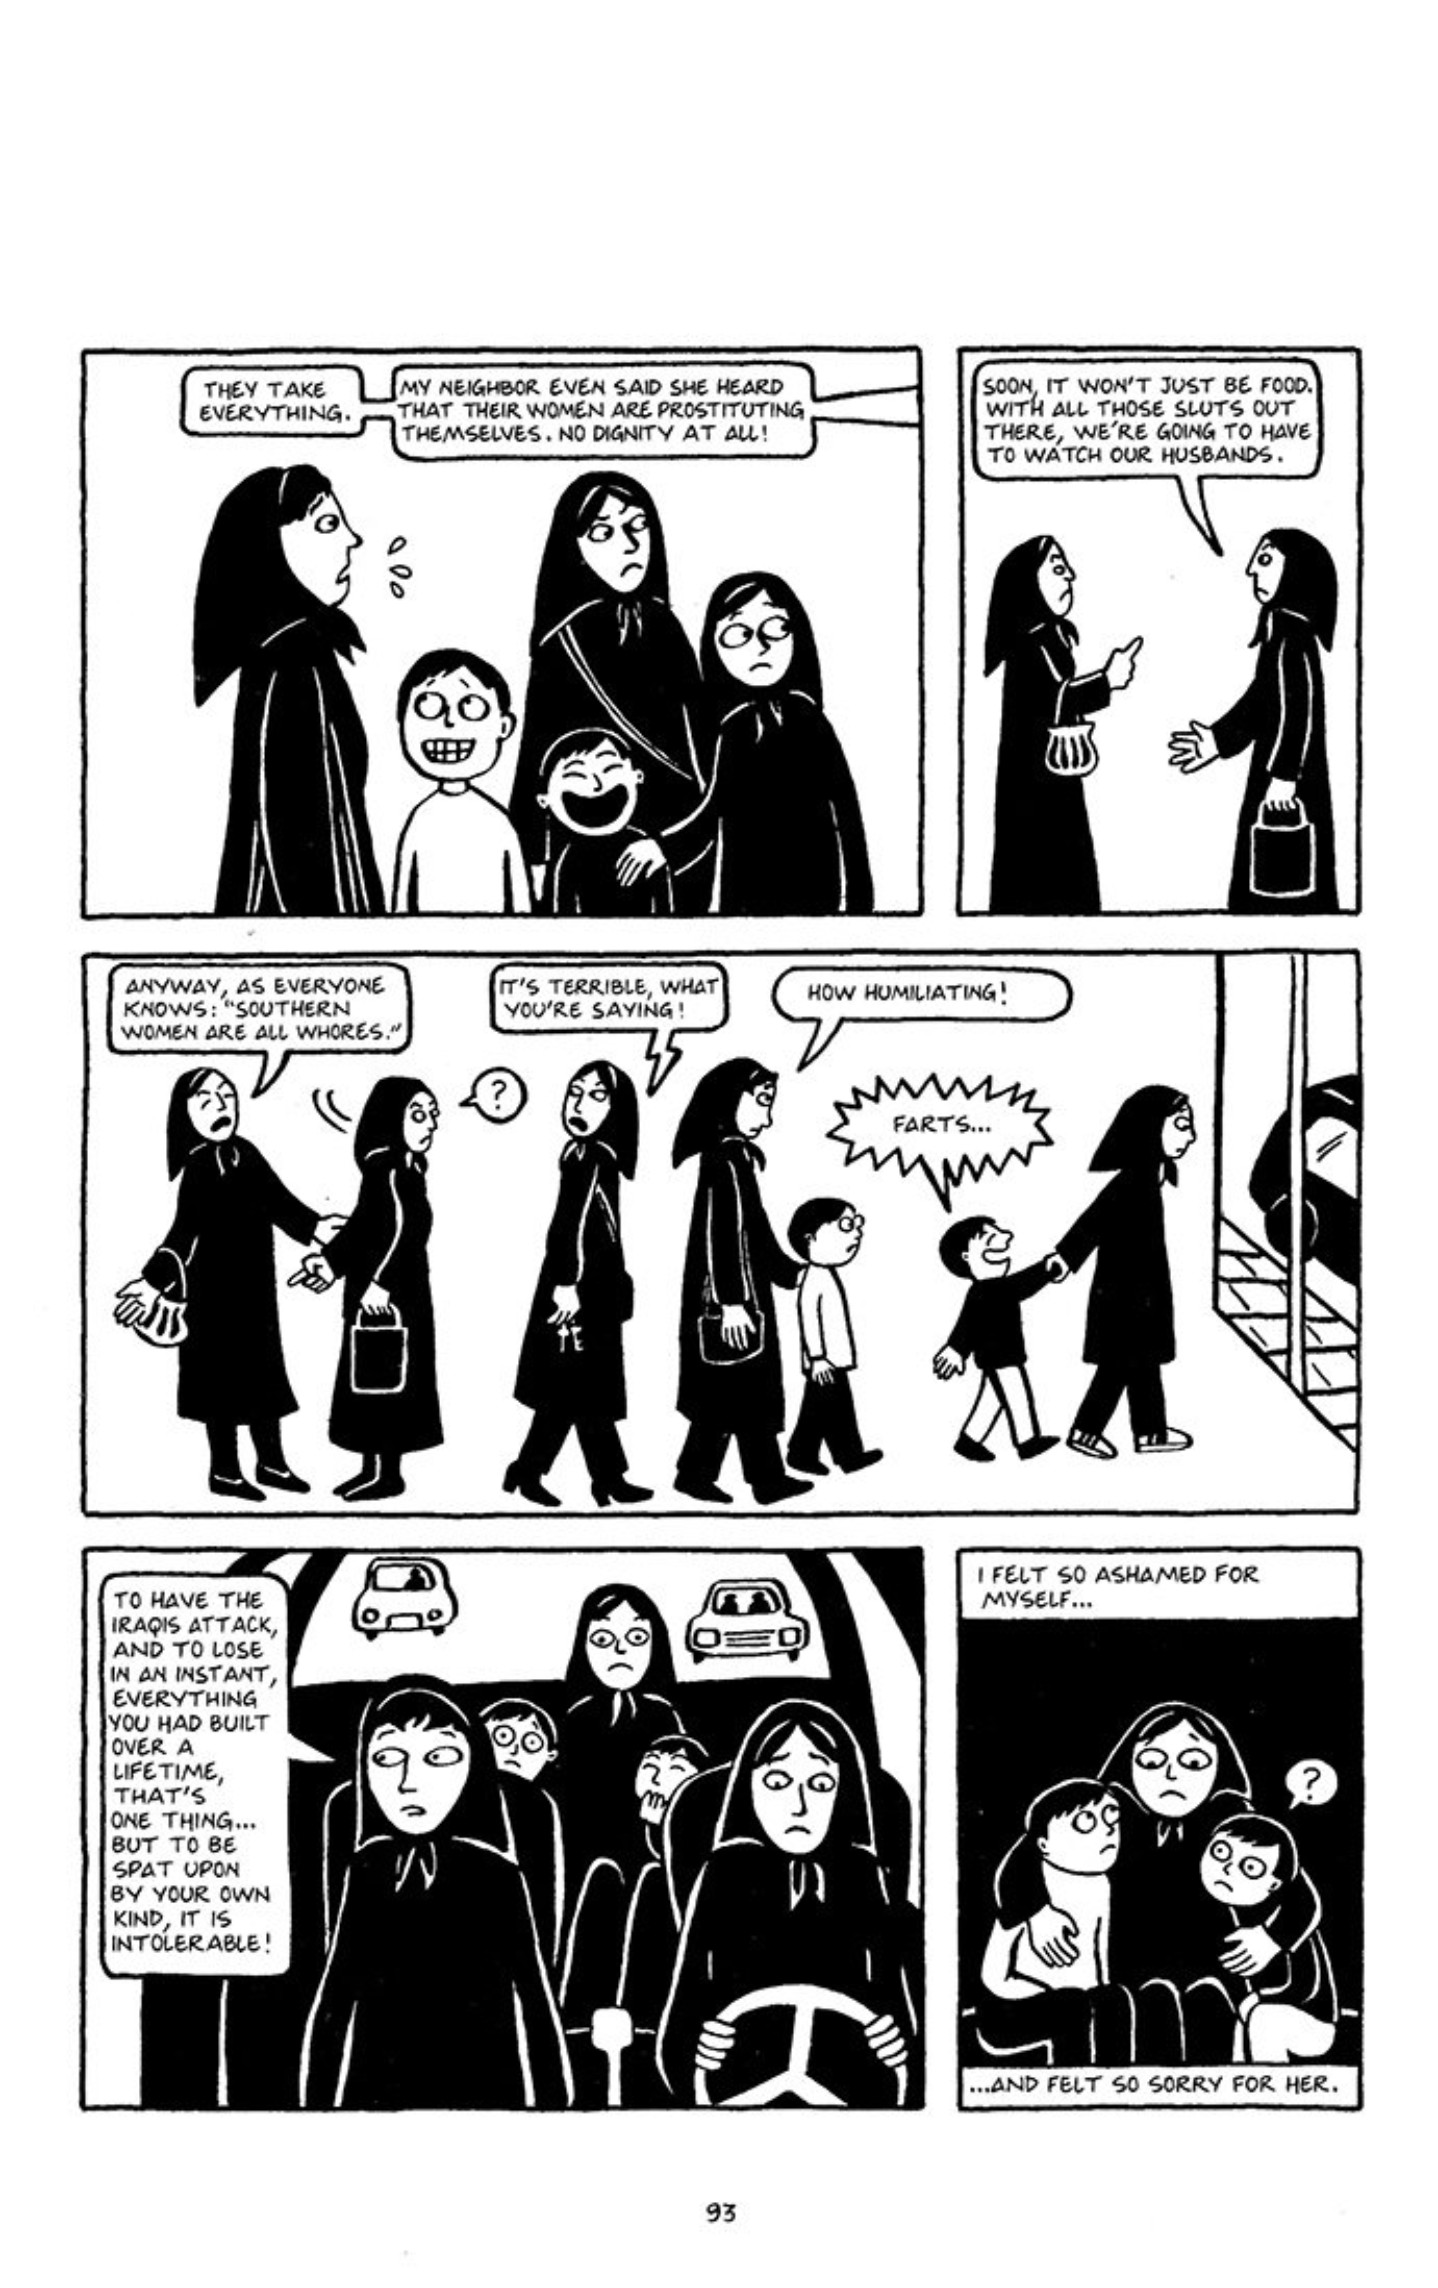 THEY TAKE
EVERYTHING.
MY NEIGHBOR EVEN SAID SHE HEARD
THAT THEIR WOMEN ARE PROSTITUTING
THEMSELVES. NO DIGNITY AT ALL!
SOON, IT WON'T JUST BE FOOD.
WITH ALL THOSE SLUTS OUT
THERE, WE'RE GOING TO HAVE
TO WATCH OUR HUSBANDS.
ANYWAY, AS EVERYONE
KNOWS: "SOUTHERN
WOMEN ARE ALL WHORES."
?
IT'S TERRIBLE, WHAT
YOU'RE SAYING!
HOW HUMILIATING!
FARTS...
TO HAVE THE
IRAQIS ATTACK,
AND TO LOSE
IN AN INSTANT,
EVERYTHING
YOU HAD BUILT
OVER A
LIFETIME,
THAT'S
ONE THING...
BUT TO BE
SPAT UPON
BY YOUR OWN
KIND, IT IS
INTOLERABLE!
I FELT SO ASHAMED FOR
MYSELF...
?
...AND FELT SO SORRY FOR HER.
93